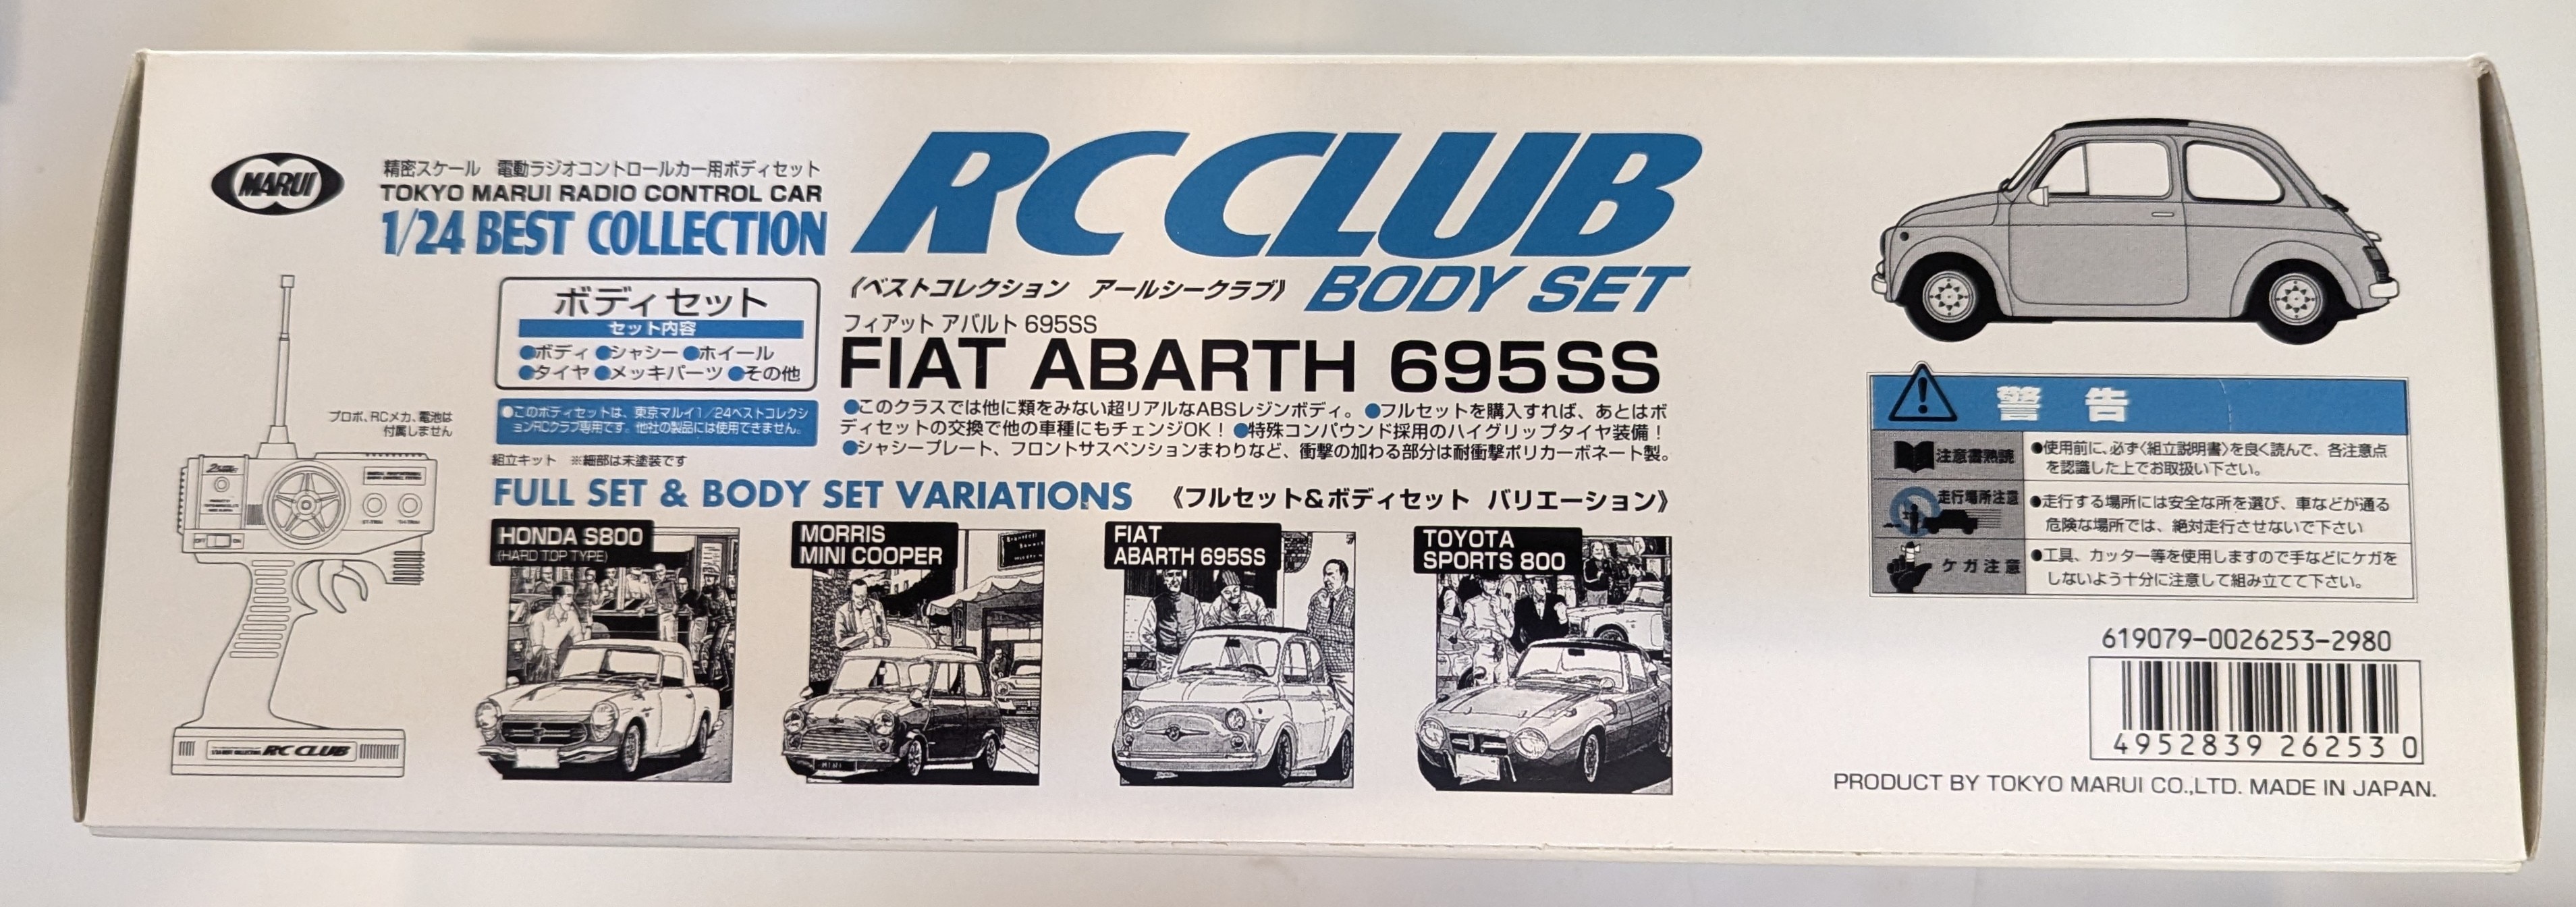 MARUI
精密スケール 電動ラジオコントロールカー用ボディセット
TOKYO MARUI RADIO CONTROL CAR
1/24 BEST COLLECTION
RC CLUB
《ベストコレクション アールシークラブ》
BODY SET
ボディセット
セット内容
●ボディ ●シャシー ●ホイール
●タイヤ ●メッキパーツ ●その他
●このボディセットは、東京マルイ1/24ベストコレクシ
ョンRCクラブ専用です。他社の製品には使用できません。
組立キット ※細部は未塗装です
プロポ、RCメカ、電池は
付属しません
フィアット アバルト 695SS
FIAT ABARTH 695SS
●このクラスでは他に類をみない超リアルなABSレジンボディ。●フルセットを購入すれば、あとはボ
ディセットの交換で他の車種にもチェンジOK！●特殊コンパウンド採用のハイグリップタイヤ装備！
●シャシープレート、フロントサスペンションまわりなど、衝撃の加わる部分は耐衝撃ポリカーボネート製。
FULL SET & BODY SET VARIATIONS
《フルセット&ボディセット バリエーション》
HONDA S800
(HARD TOP TYPE)
MORRIS
MINI COOPER
FIAT
ABARTH 695SS
TOYOTA
SPORTS 800
OFF
ON
1/24 BEST COLLECTION RC CLUB
警告
注意書熟読
●使用前に、必ず〈組立説明書〉を良く読んで、各注意点
を認識した上でお取扱い下さい。
走行場所注意
●走行する場所には安全な所を選び、車などが通る
危険な場所では、絶対走行させないで下さい
ケガ注意
●工具、カッター等を使用しますので手などにケガを
しないよう十分に注意して組み立てて下さい。
619079-0026253-2980
4952839 262530
PRODUCT BY TOKYO MARUI CO.,LTD. MADE IN JAPAN.